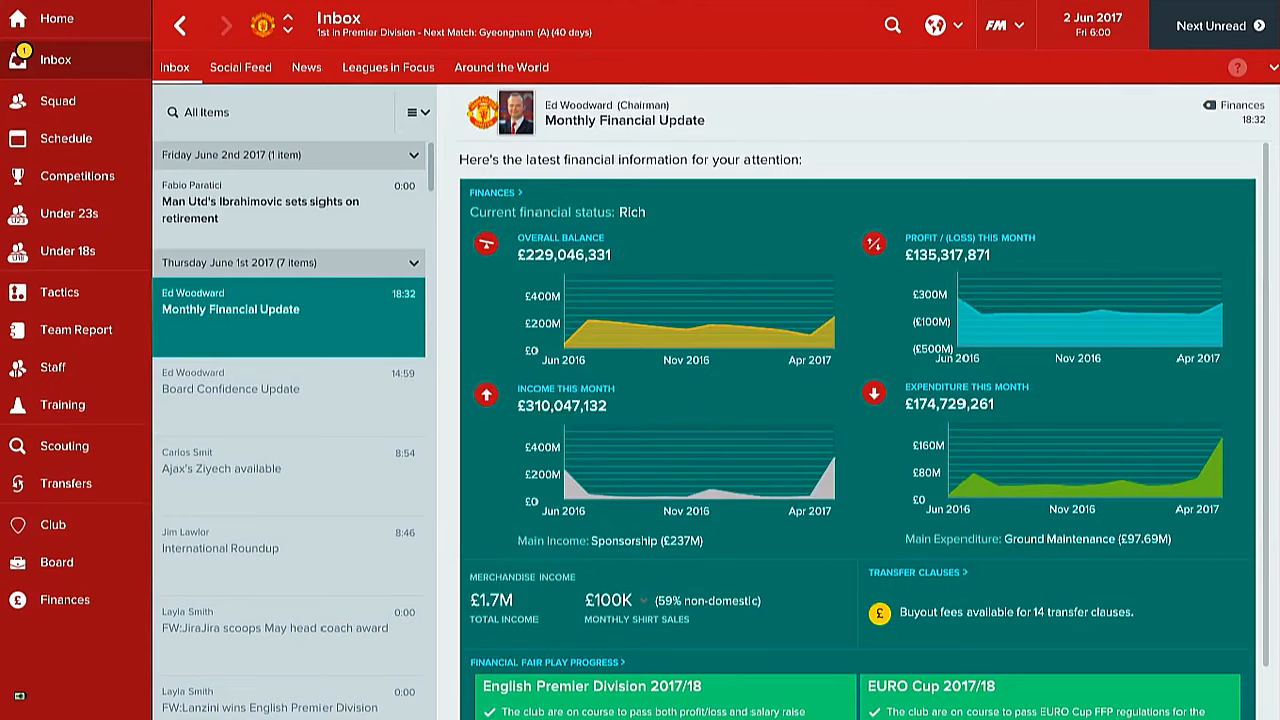 Home
Inbox
1
Squad
Schedule
Competitions
Under 23s
Under 18s
Tactics
Team Report
Staff
Training
Scouting
Transfers
Club
Board
Finances
Inbox
1st in Premier Division - Next Match: Gyeongnam (A) (40 days)
FM
2 Jun 2017
Fri 6:00
Next Unread
Inbox
Social Feed
News
Leagues in Focus
Around the World
?
All Items
Friday June 2nd 2017 (1 item)
Fabio Paratici 0:00
Man Utd's Ibrahimovic sets sights on
retirement
Thursday June 1st 2017 (7 items)
Ed Woodward 18:32
Monthly Financial Update
Ed Woodward 14:59
Board Confidence Update
Carlos Smit 8:54
Ajax's Ziyech available
Jim Lawlor 8:46
International Roundup
Layla Smith 0:00
FW:JiraJira scoops May head coach award
Layla Smith 0:00
FW:Lanzini wins English Premier Division
Ed Woodward (Chairman)
Monthly Financial Update
Finances
18:32
Here's the latest financial information for your attention:
FINANCES >
Current financial status: Rich
OVERALL BALANCE
£229,046,331
£400M
£200M
£0
Jun 2016 Nov 2016 Apr 2017
PROFIT / (LOSS) THIS MONTH
£135,317,871
£300M
(£100M)
(£500M)
Jun 2016 Nov 2016 Apr 2017
INCOME THIS MONTH
£310,047,132
£400M
£200M
£0
Jun 2016 Nov 2016 Apr 2017
Main Income: Sponsorship (£237M)
EXPENDITURE THIS MONTH
£174,729,261
£160M
£80M
£0
Jun 2016 Nov 2016 Apr 2017
Main Expenditure: Ground Maintenance (£97.69M)
MERCHANDISE INCOME
£1.7M £100K (59% non-domestic)
TOTAL INCOME MONTHLY SHIRT SALES
TRANSFER CLAUSES >
£ Buyout fees available for 14 transfer clauses.
FINANCIAL FAIR PLAY PROGRESS >
English Premier Division 2017/18
The club are on course to pass both profit/loss and salary raise
EURO Cup 2017/18
The club are on course to pass EURO Cup FFP regulations for the